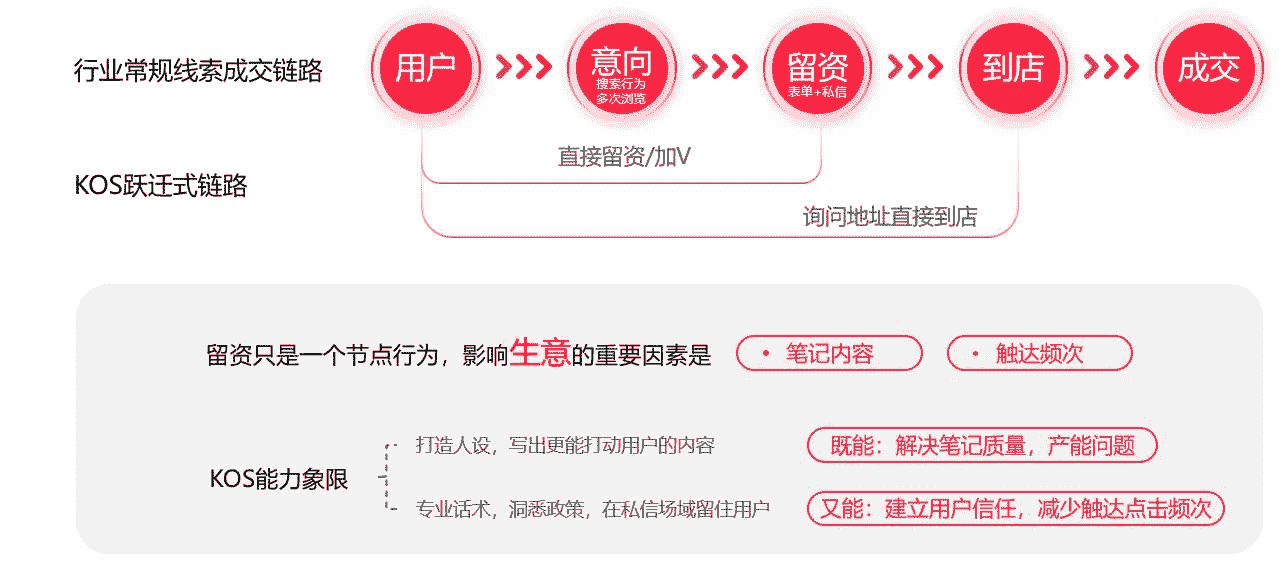 行业常规线索成交链路
用户
意向
搜索行为
多次浏览
留资
表单+私信
到店
成交
直接留资/加V
KOS跃迁式链路
询问地址直接到店
留资只是一个节点行为，影响生意的重要因素是
• 笔记内容
• 触达频次
KOS能力象限
打造人设，写出更能打动用户的内容
既能：解决笔记质量，产能问题
专业话术，洞悉政策，在私信场域留住用户
又能：建立用户信任，减少触达点击频次